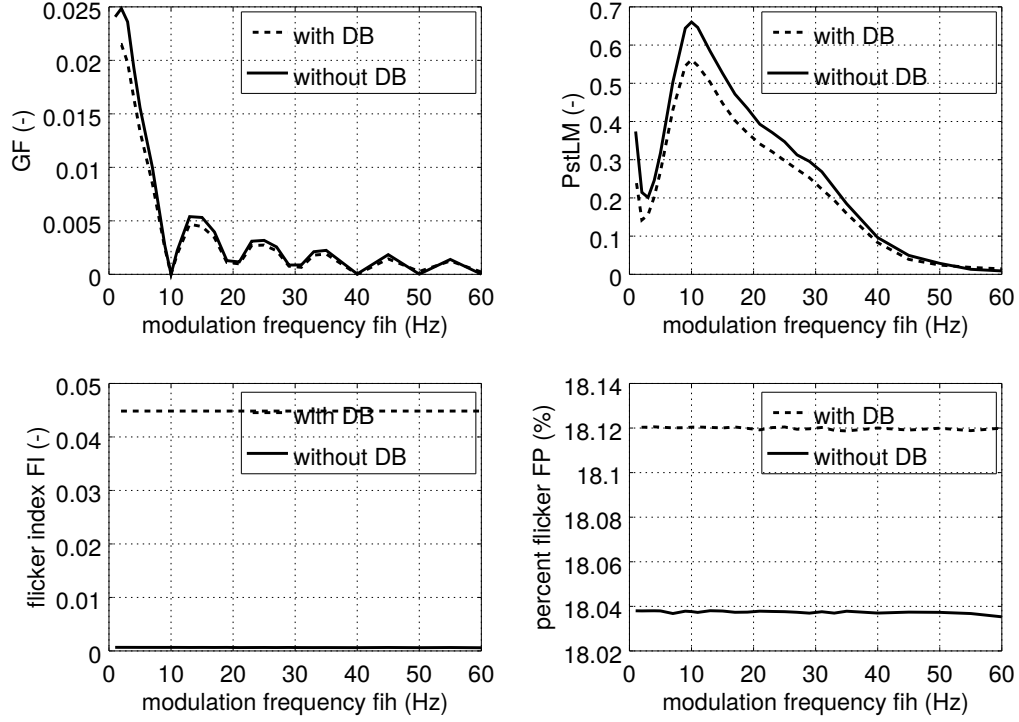 0.025
0.02
0.015
0.01
0.005
0
GF (-)
with DB
without DB
0 10 20 30 40 50 60
modulation frequency fih (Hz)
0.7
0.6
0.5
0.4
0.3
0.2
0.1
0
PstLM (-)
with DB
without DB
0 10 20 30 40 50 60
modulation frequency fih (Hz)
0.05
0.04
0.03
0.02
0.01
0
flicker index FI (-)
with DB
without DB
0 10 20 30 40 50 60
modulation frequency fih (Hz)
18.14
18.12
18.1
18.08
18.06
18.04
18.02
percent flicker FP (%)
with DB
without DB
0 10 20 30 40 50 60
modulation frequency fih (Hz)